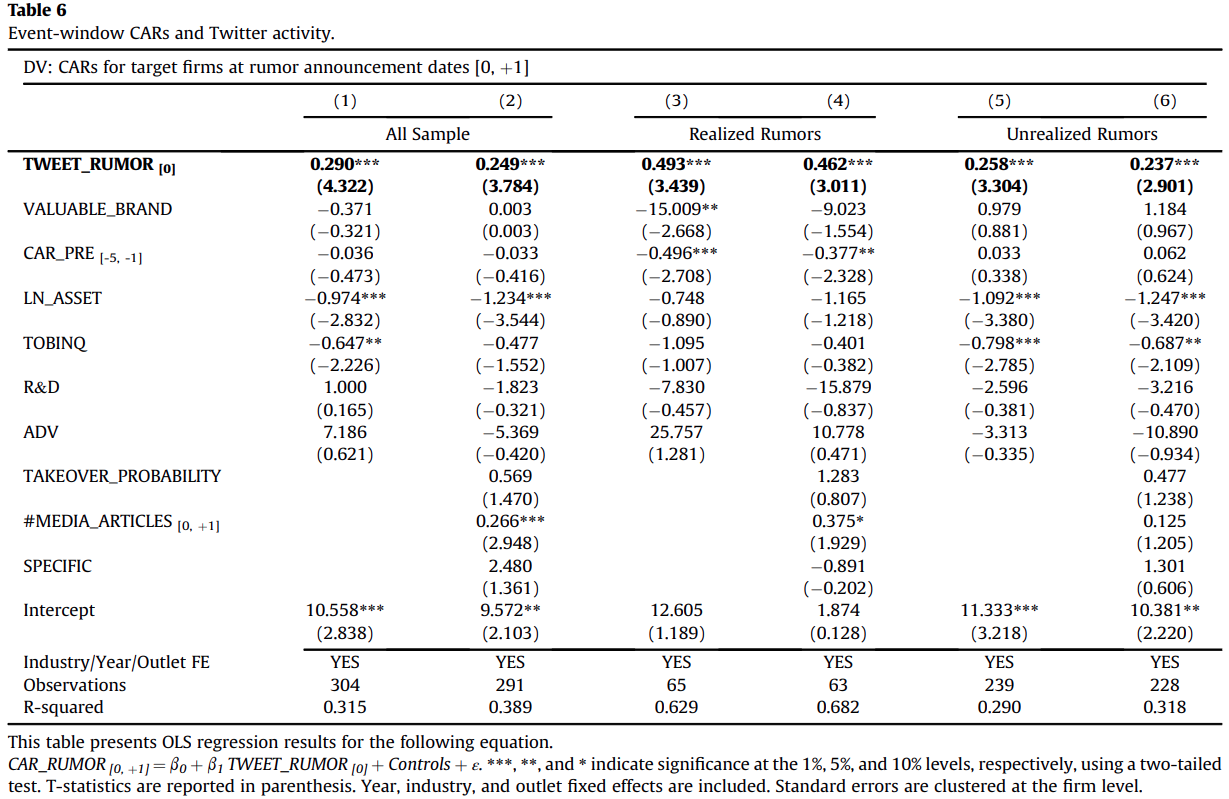 Table 6
Event-window CARs and Twitter activity.
DV: CARs for target firms at rumor announcement dates [0, +1]
(1) (2) (3) (4) (5) (6)
All Sample Realized Rumors Unrealized Rumors
TWEET_RUMOR [0] 0.290*** 0.249*** 0.493*** 0.462*** 0.258*** 0.237***
(4.322) (3.784) (3.439) (3.011) (3.304) (2.901)
VALUABLE_BRAND −0.371 0.003 −15.009** −9.023 0.979 1.184
(−0.321) (0.003) (−2.668) (−1.554) (0.881) (0.967)
CAR_PRE [-5, -1] −0.036 −0.033 −0.496*** −0.377** 0.033 0.062
(−0.473) (−0.416) (−2.708) (−2.328) (0.338) (0.624)
LN_ASSET −0.974*** −1.234*** −0.748 −1.165 −1.092*** −1.247***
(−2.832) (−3.544) (−0.890) (−1.218) (−3.380) (−3.420)
TOBINQ −0.647** −0.477 −1.095 −0.401 −0.798*** −0.687**
(−2.226) (−1.552) (−1.007) (−0.382) (−2.785) (−2.109)
R&D 1.000 −1.823 −7.830 −15.879 −2.596 −3.216
(0.165) (−0.321) (−0.457) (−0.837) (−0.381) (−0.470)
ADV 7.186 −5.369 25.757 10.778 −3.313 −10.890
(0.621) (−0.420) (1.281) (0.471) (−0.335) (−0.934)
TAKEOVER_PROBABILITY 0.569 1.283 0.477
(1.470) (0.807) (1.238)
#MEDIA_ARTICLES [0, +1] 0.266*** 0.375* 0.125
(2.948) (1.929) (1.205)
SPECIFIC 2.480 −0.891 1.301
(1.361) (−0.202) (0.606)
Intercept 10.558*** 9.572** 12.605 1.874 11.333*** 10.381**
(2.838) (2.103) (1.189) (0.128) (3.218) (2.220)
Industry/Year/Outlet FE YES YES YES YES YES YES
Observations 304 291 65 63 239 228
R-squared 0.315 0.389 0.629 0.682 0.290 0.318
This table presents OLS regression results for the following equation.
CAR_RUMOR [0, +1] = β0 + β1 TWEET_RUMOR [0] + Controls + ε. ***, **, and * indicate significance at the 1%, 5%, and 10% levels, respectively, using a two-tailed
test. T-statistics are reported in parenthesis. Year, industry, and outlet fixed effects are included. Standard errors are clustered at the firm level.